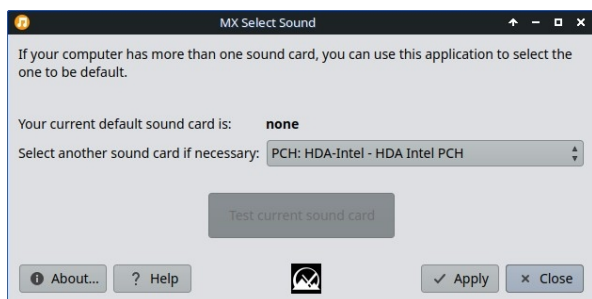 MX Select Sound
If your computer has more than one sound card, you can use this application to select the
one to be default.
Your current default sound card is: none
Select another sound card if necessary: PCH: HDA-Intel - HDA Intel PCH
Test current sound card
About... ? Help Apply Close